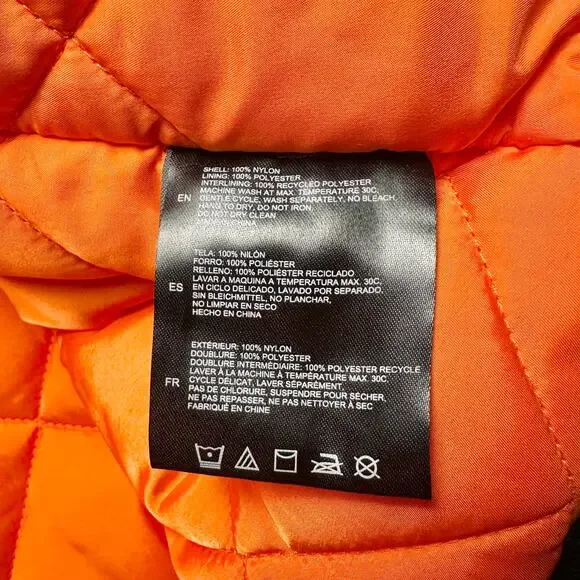 SHELL: 100% NYLON
LINING: 100% POLYESTER
INTERLINING: 100% RECYCLED POLYESTER
MACHINE WASH AT MAX. TEMPERATURE 30C.
EN GENTLE CYCLE, WASH SEPARATELY, NO BLEACH.
HANG TO DRY, DO NOT IRON.
DO NOT DRY CLEAN
IN CHINA
TELA: 100% NILÓN
FORRO: 100% POLIÉSTER
RELLENO: 100% POLIÉSTER RECICLADO
LAVAR A MAQUINA A TEMPERATURA MAX. 30C.
ES EN CICLO DELICADO, LAVADO POR SEPARADO,
SIN BLEICHMITTEL, NO PLANCHAR,
NO LIMPIAR EN SECO
HECHO EN CHINA
EXTÉRIEUR: 100% NYLON
DOUBLURE: 100% POLYESTER
DOUBLURE INTERMÉDIAIRE: 100% POLYESTER RECYCLE
LAVER À LA MACHINE À TEMPÉRATURE MAX. 30C
FR CYCLE DÉLICAT, LAVER SÉPARÉMENT.
PAS DE CHLORURE, SUSPENDRE POUR SÉCHER,
NE PAS REPASSER, NE PAS NETTOYER À SEC
FABRIQUÉ EN CHINE